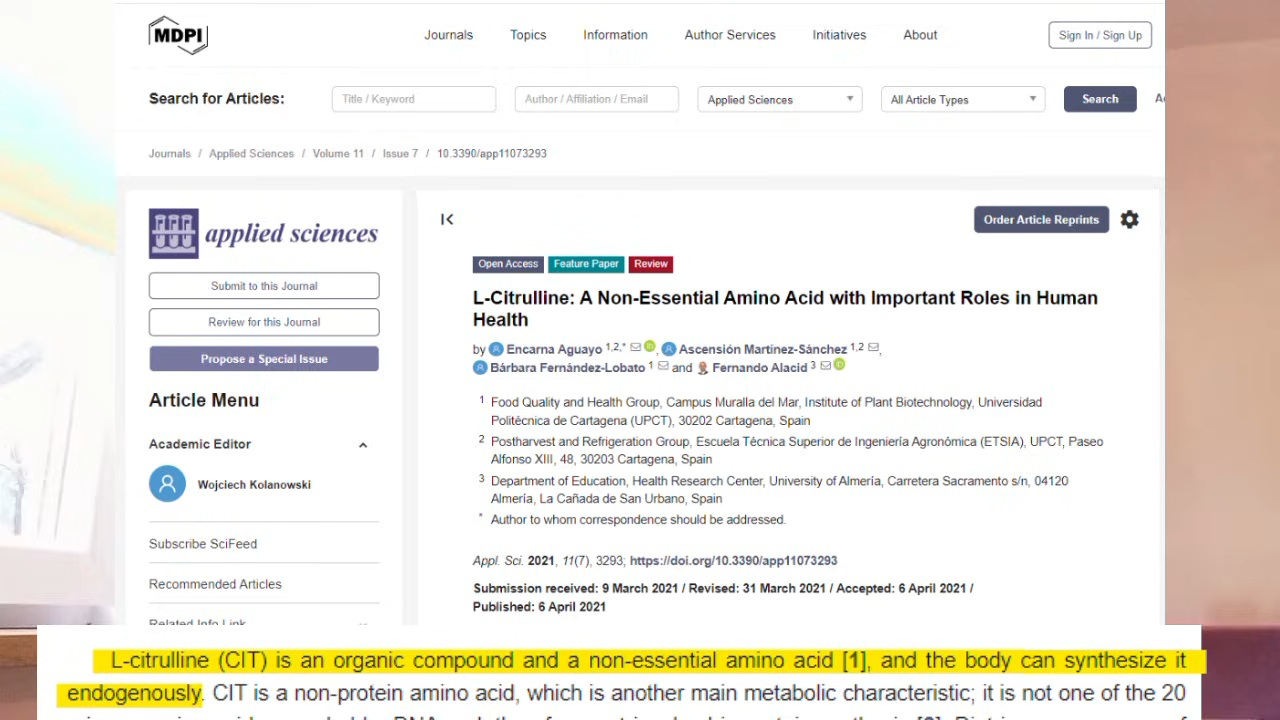 MDPI
Journals Topics Information Author Services Initiatives About Sign In / Sign Up
Search for Articles: Title / Keyword Author / Affiliation / Email Applied Sciences All Article Types Search
Journals / Applied Sciences / Volume 11 / Issue 7 / 10.3390/app11073293
applied sciences
Submit to this Journal
Review for this Journal
Propose a Special Issue
Article Menu
Academic Editor
Wojciech Kolanowski
Subscribe SciFeed
Recommended Articles
Related Info Link
Order Article Reprints
Open Access Feature Paper Review
L-Citrulline: A Non-Essential Amino Acid with Important Roles in Human
Health
by Encarna Aguayo 1,2,* , Ascensión Martínez-Sánchez 1,2 ,
Bárbara Fernández-Lobato 1 and Fernando Alacid 3
1 Food Quality and Health Group, Campus Muralla del Mar, Institute of Plant Biotechnology, Universidad
Politécnica de Cartagena (UPCT), 30202 Cartagena, Spain
2 Postharvest and Refrigeration Group, Escuela Técnica Superior de Ingeniería Agronómica (ETSIA), UPCT, Paseo
Alfonso XIII, 48, 30203 Cartagena, Spain
3 Department of Education, Health Research Center, University of Almería, Carretera Sacramento s/n, 04120
Almería, La Cañada de San Urbano, Spain
* Author to whom correspondence should be addressed.
Appl. Sci. 2021, 11(7), 3293; https://doi.org/10.3390/app11073293
Submission received: 9 March 2021 / Revised: 31 March 2021 / Accepted: 6 April 2021 /
Published: 6 April 2021
L-citrulline (CIT) is an organic compound and a non-essential amino acid [1], and the body can synthesize it
endogenously. CIT is a non-protein amino acid, which is another main metabolic characteristic; it is not one of the 20